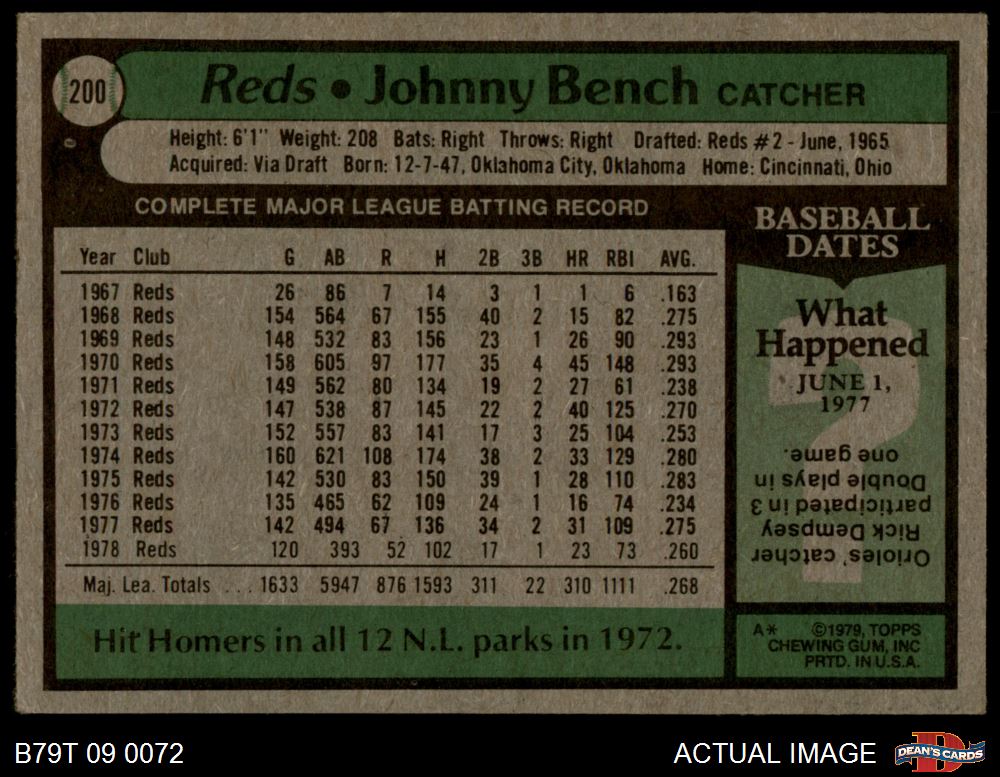 200
Reds • Johnny Bench CATCHER
Height: 6'1" Weight: 208 Bats: Right Throws: Right Drafted: Reds #2 - June, 1965
Acquired: Via Draft Born: 12-7-47, Oklahoma City, Oklahoma Home: Cincinnati, Ohio
COMPLETE MAJOR LEAGUE BATTING RECORD
Year Club G AB R H 2B 3B HR RBI AVG.
1967 Reds 26 86 7 14 3 1 1 6 .163
1968 Reds 154 564 67 155 40 2 15 82 .275
1969 Reds 148 532 83 156 23 1 26 90 .293
1970 Reds 158 605 97 177 35 4 45 148 .293
1971 Reds 149 562 80 134 19 2 27 61 .238
1972 Reds 147 538 87 145 22 2 40 125 .270
1973 Reds 152 557 83 141 17 3 25 104 .253
1974 Reds 160 621 108 174 38 2 33 129 .280
1975 Reds 142 530 83 150 39 1 28 110 .283
1976 Reds 135 465 62 109 24 1 16 74 .234
1977 Reds 142 494 67 136 34 2 31 109 .275
1978 Reds 120 393 52 102 17 1 23 73 .260
Maj. Lea. Totals . . . 1633 5947 876 1593 311 22 310 1111 .268
Hit Homers in all 12 N.L. parks in 1972.
BASEBALL
DATES
What
Happened
JUNE 1,
1977
?
Orioles' catcher
Rick Dempsey
participated in 3
Double plays in
one game.
A* ©1979, TOPPS
CHEWING GUM, INC
PRTD. IN U.S.A.
B79T 09 0072
ACTUAL IMAGE
D
DEAN'S CARDS